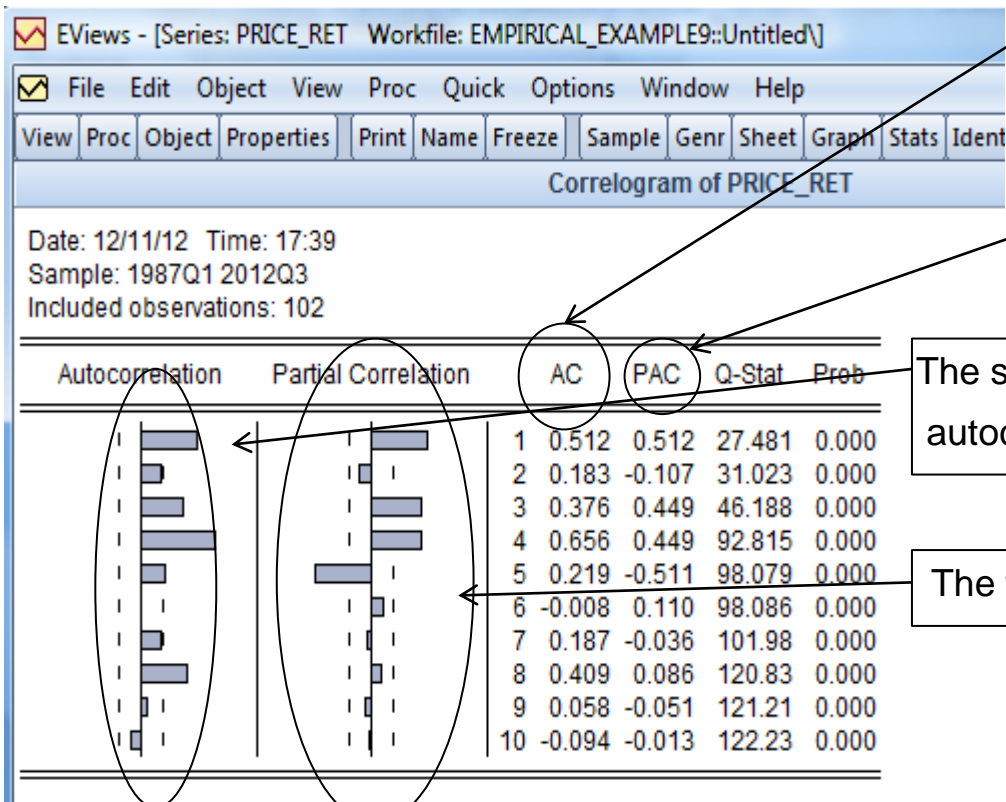 EViews - [Series: PRICE_RET Workfile: EMPIRICAL_EXAMPLE9::Untitled\]
File Edit Object View Proc Quick Options Window Help
View Proc Object Properties Print Name Freeze Sample Genr Sheet Graph Stats Ident
Correlogram of PRICE_RET
Date: 12/11/12 Time: 17:39
Sample: 1987Q1 2012Q3
Included observations: 102
Autocorrelation Partial Correlation AC PAC Q-Stat Prob
1 0.512 0.512 27.481 0.000
2 0.183 -0.107 31.023 0.000
3 0.376 0.449 46.188 0.000
4 0.656 0.449 92.815 0.000
5 0.219 -0.511 98.079 0.000
6 -0.008 0.110 98.086 0.000
7 0.187 -0.036 101.98 0.000
8 0.409 0.086 120.83 0.000
9 0.058 -0.051 121.21 0.000
10 -0.094 -0.013 122.23 0.000
The s
autoc
The